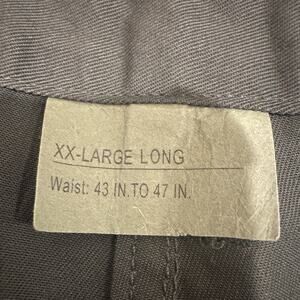 XX-LARGE LONG
Waist: 43 IN.TO 47 IN.